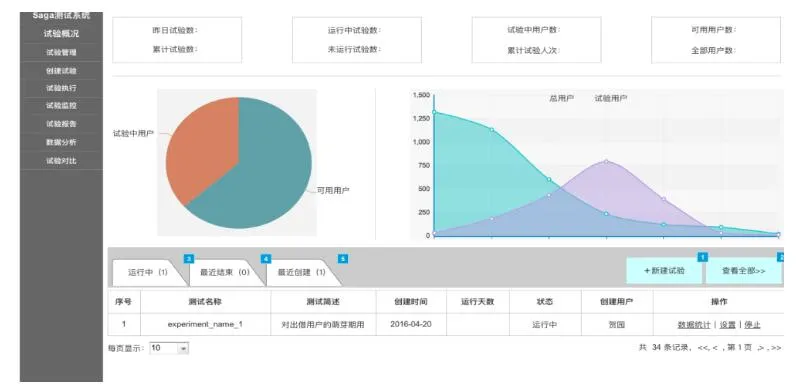 Saga测试系统
试验概况
试验管理
创建试验
试验执行
试验监控
试验报告
数据分析
试验对比
昨日试验数:
累计试验数:
运行中试验数:
未运行试验数:
试验中用户数:
累计试验人次:
可用用户数:
全部用户数:
试验中用户
可用用户
总用户 试验用户
1,500
1,250
1,000
750
500
250
0
运行中 (1) 3
最近结束 (0) 4
最近创建 (1) 5
+新建试验 1
查看全部>> 2
序号 测试名称 测试简述 创建时间 运行天数 状态 创建用户 操作
1 experiment_name_1 对出借用户的萌芽期用 2016-04-20 运行中 贺园 数据统计 | 设置 | 停止
每页显示: 10
共 34 条记录, <<, < , 第 1 页 ,> , >>